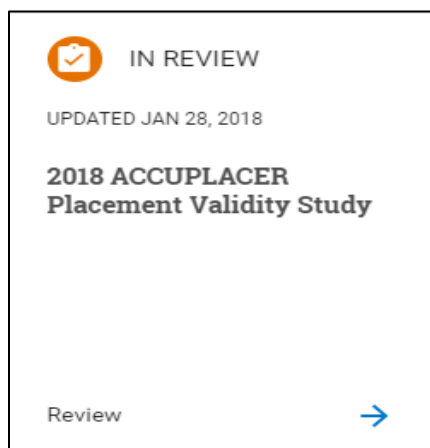 IN REVIEW
UPDATED JAN 28, 2018
2018 ACCUPLACER
Placement Validity Study
Review